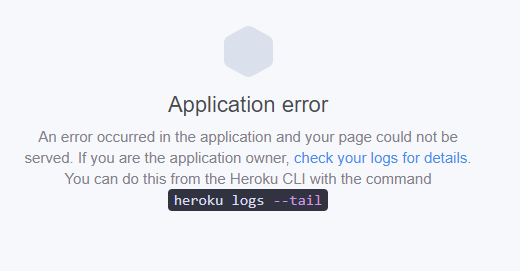 Application error
An error occurred in the application and your page could not be
served. If you are the application owner, check your logs for details.
You can do this from the Heroku CLI with the command
heroku logs --tail